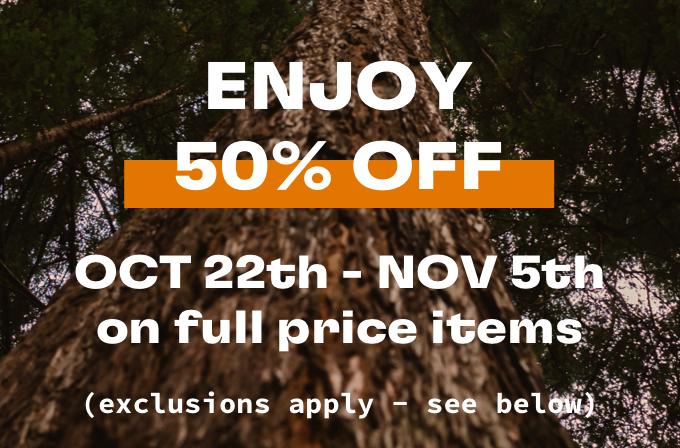 ENJOY
50% OFF
OCT 22th - NOV 5th
on full price items
(exclusions apply - see below)